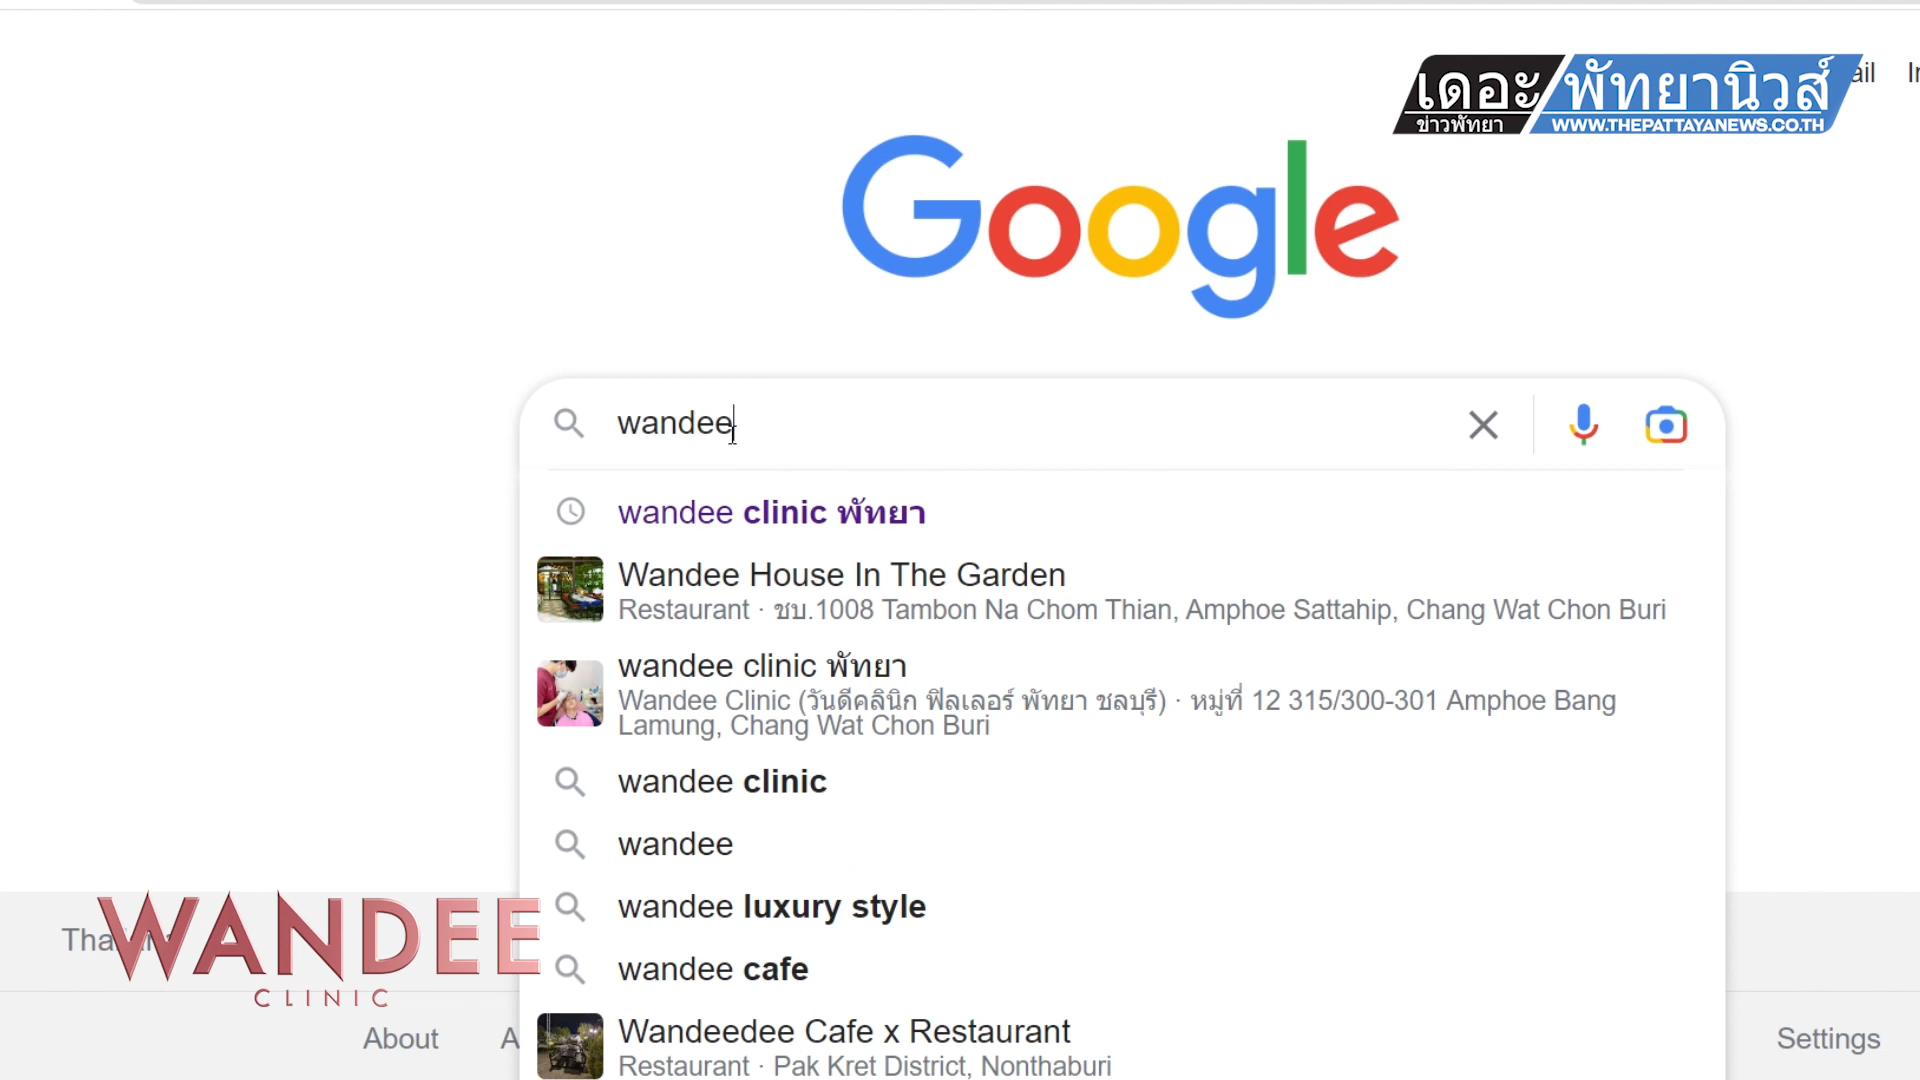 เดอะ พัทยานิวส์
ข่าวพัทยา WWW.THEPATTAYANEWS.CO.TH
Google
wandee
wandee clinic พัทยา
Wandee House In The Garden
Restaurant · ชบ.1008 Tambon Na Chom Thian, Amphoe Sattahip, Chang Wat Chon Buri
wandee clinic พัทยา
Wandee Clinic (วันดีคลินิก ฟิลเลอร์ พัทยา ชลบุรี) · หมู่ที่ 12 315/300-301 Amphoe Bang
Lamung, Chang Wat Chon Buri
wandee clinic
wandee
wandee luxury style
wandee cafe
Wandeedee Cafe x Restaurant
Restaurant · Pak Kret District, Nonthaburi
WANDEE
CLINIC
About
Settings